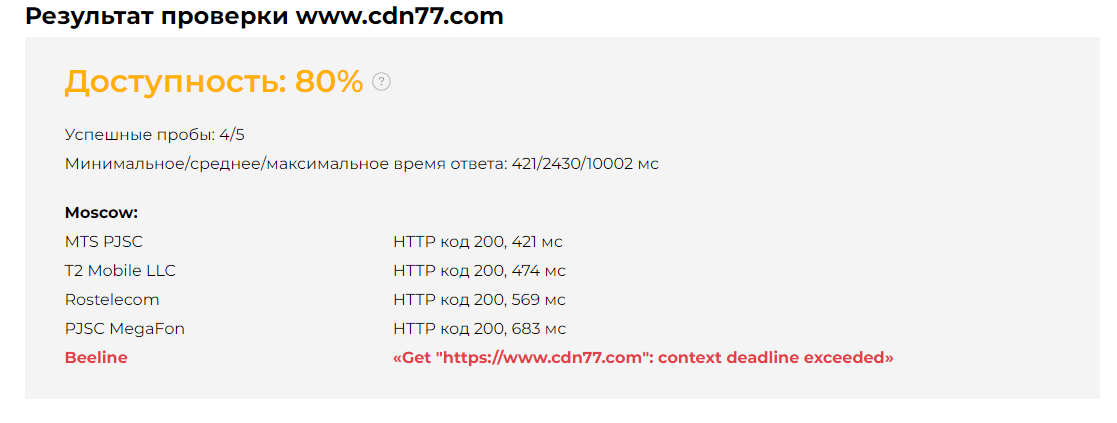 Результат проверки www.cdn77.com
Доступность: 80% ?
Успешные пробы: 4/5
Минимальное/среднее/максимальное время ответа: 421/2430/10002 мс
Moscow:
MTS PJSC HTTP код 200, 421 мс
T2 Mobile LLC HTTP код 200, 474 мс
Rostelecom HTTP код 200, 569 мс
PJSC MegaFon HTTP код 200, 683 мс
Beeline «Get "https://www.cdn77.com": context deadline exceeded»